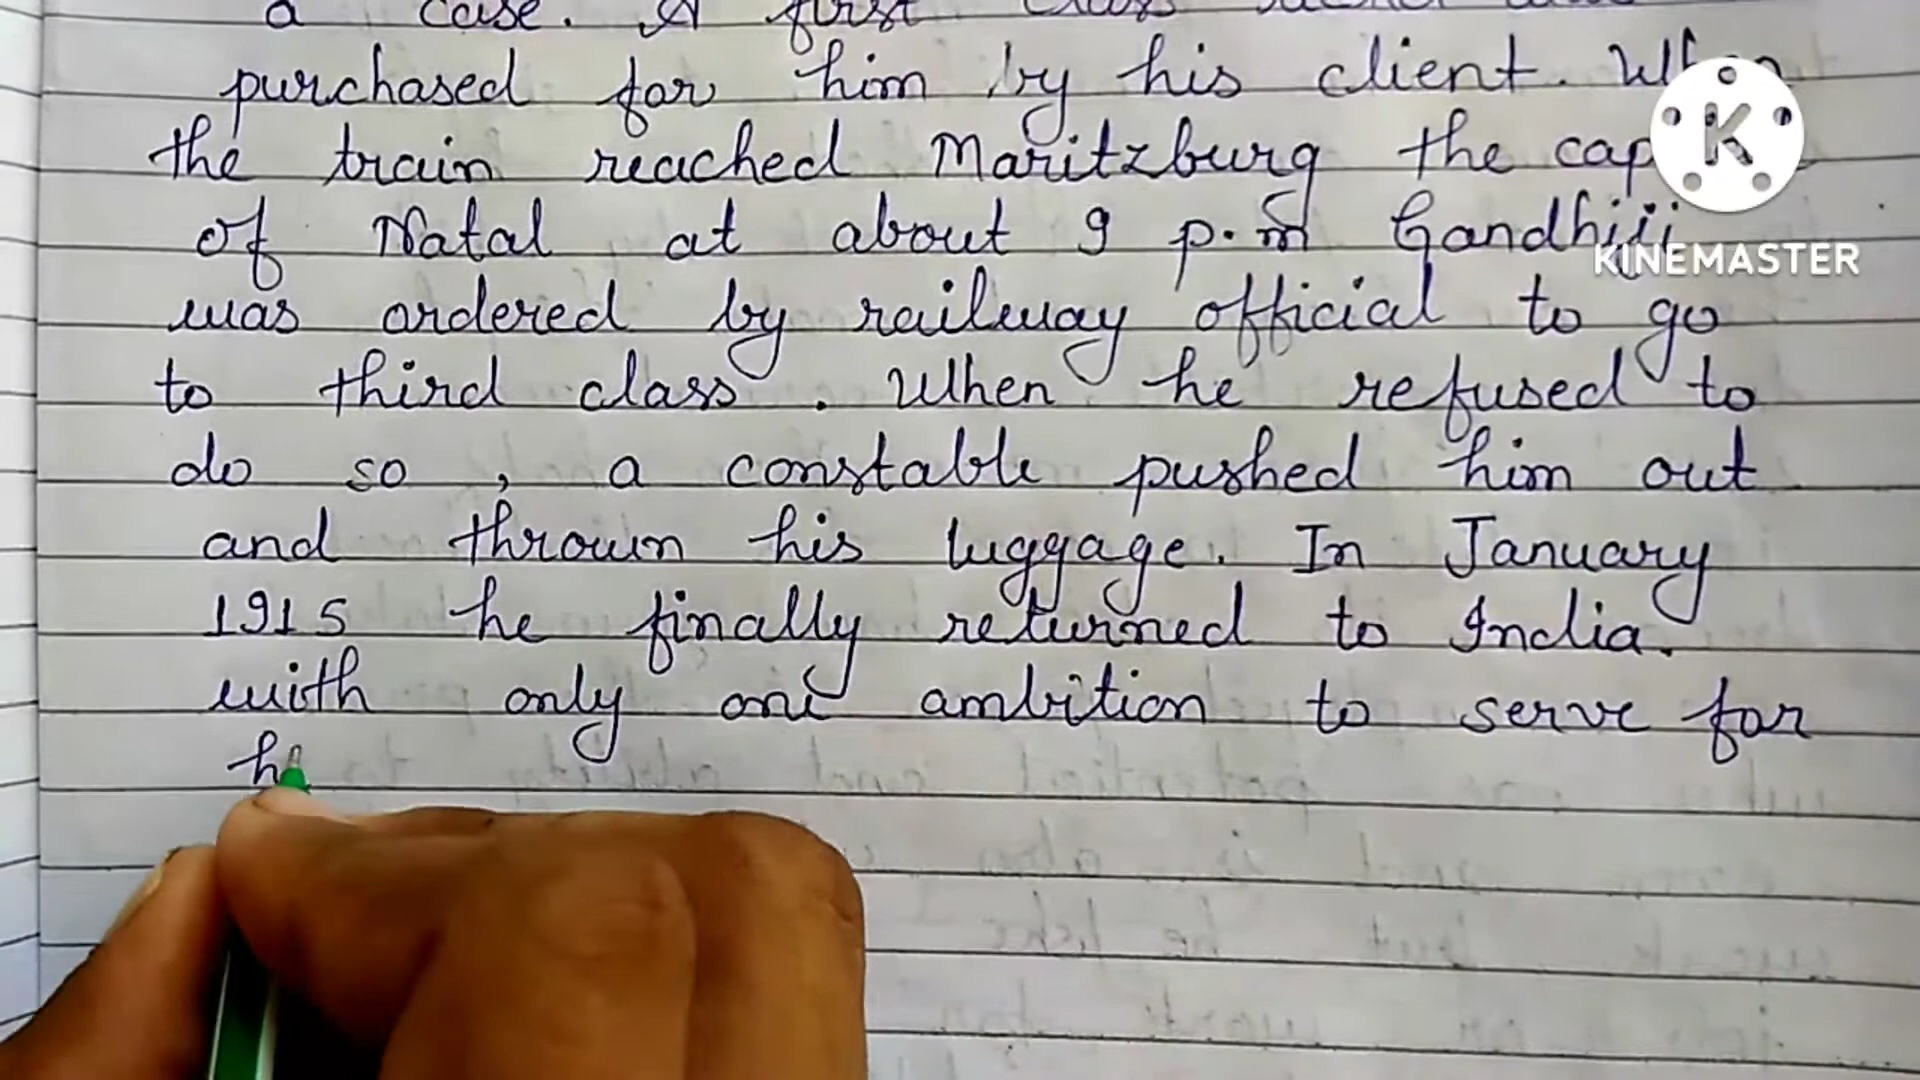 a case. A first class
purchased for him by his client. When
the train reached Maritzburg the cap
of Natal at about 9 p.m Gandhiji
KINEMASTER
was ordered by railway official to go
to third class. When he refused to
do so, a constable pushed him out
and thrown his luggage. In January
1915 he finally returned to India.
with only one ambition to serve for